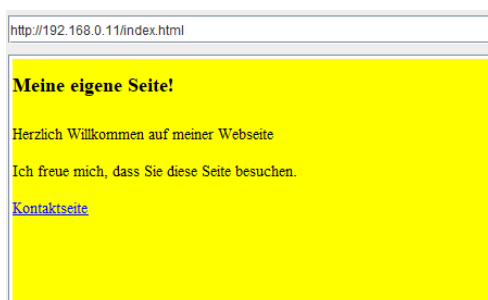 http://192.168.0.11/index.html
Meine eigene Seite!
Herzlich Willkommen auf meiner Webseite
Ich freue mich, dass Sie diese Seite besuchen.
Kontaktseite